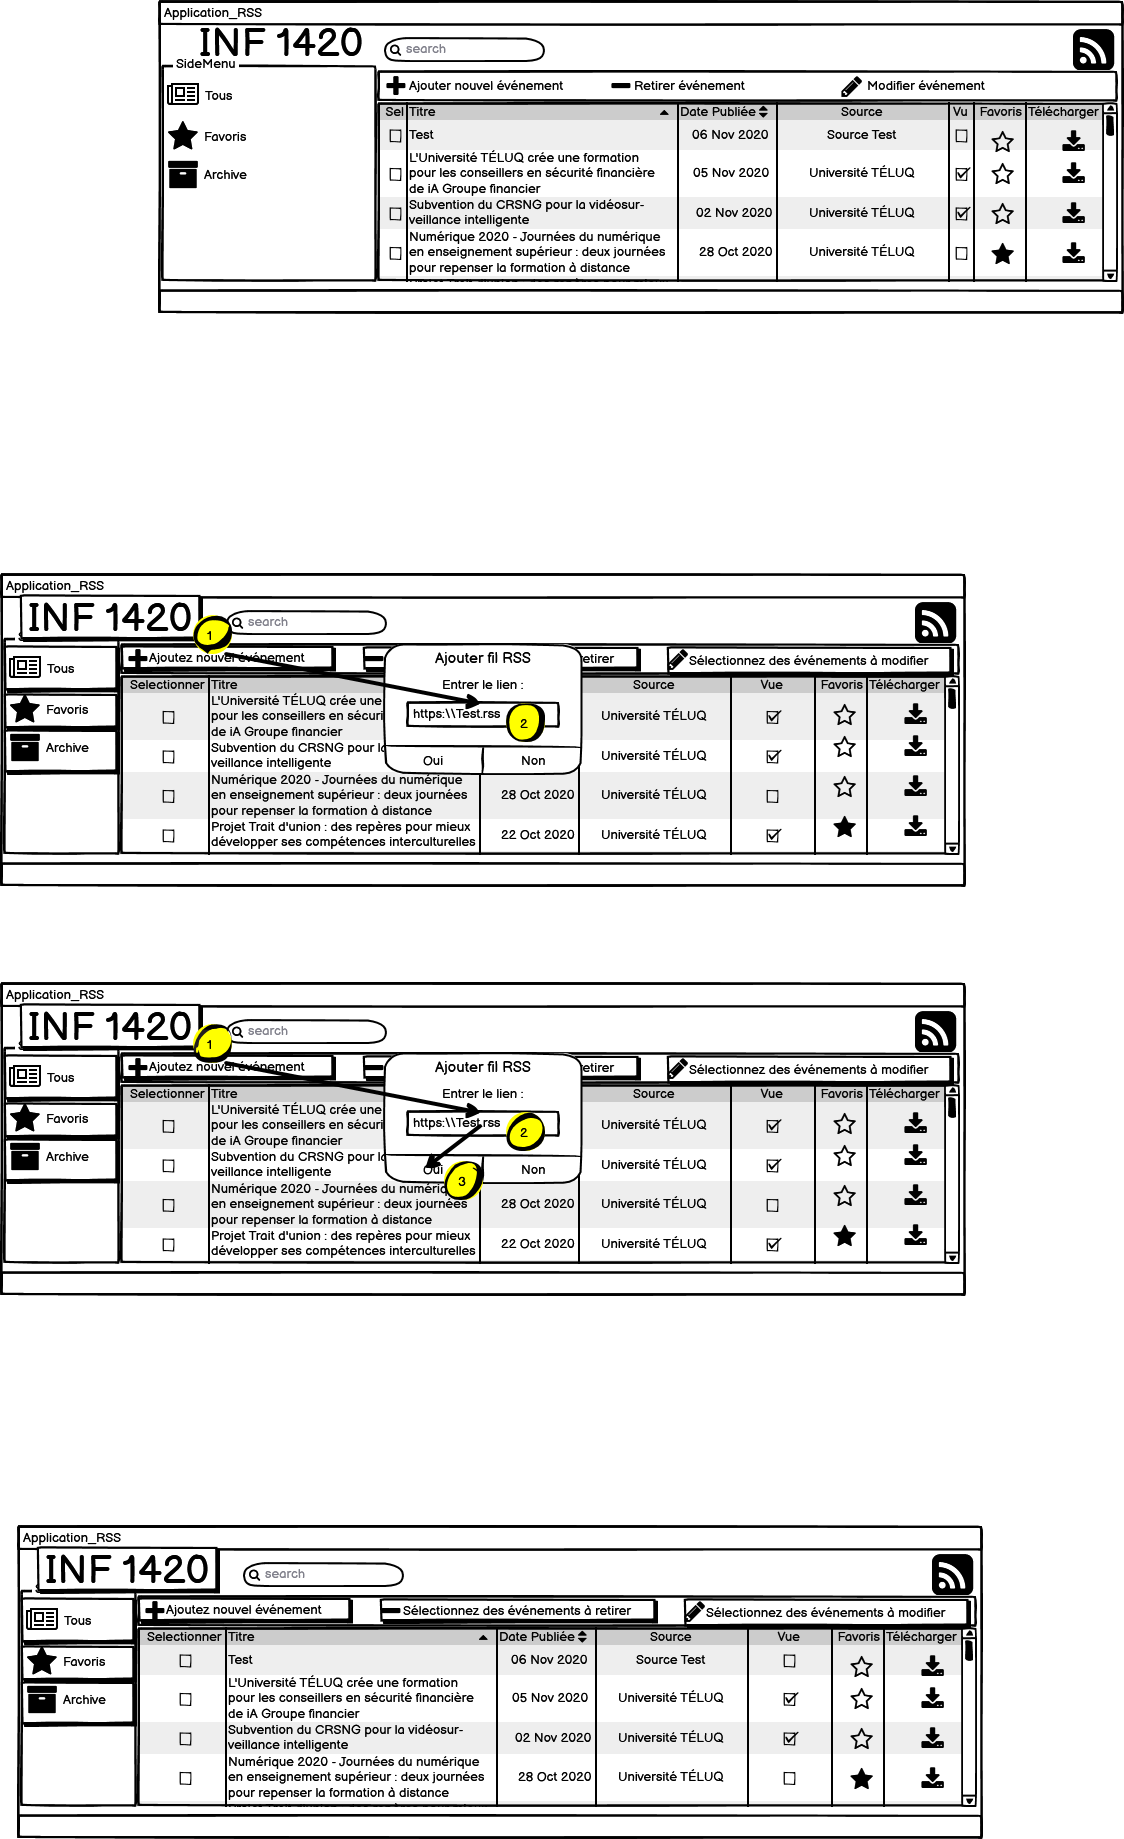 Application_RSS
INF 1420
search
SideMenu
Tous
Favoris
Archive
Ajouter nouvel événement
Retirer événement
Modifier événement
Sel Titre Date Publiée Source Vu Favoris Télécharger
Test 06 Nov 2020 Source Test
L'Université TÉLUQ crée une formation
pour les conseillers en sécurité financière 05 Nov 2020 Université TÉLUQ
de iA Groupe financier
Subvention du CRSNG pour la vidéosur-
veillance intelligente 02 Nov 2020 Université TÉLUQ
Numérique 2020 - Journées du numérique
en enseignement supérieur : deux journées 28 Oct 2020 Université TÉLUQ
pour repenser la formation à distance
Application_RSS
INF 1420
search
1
Tous
Favoris
Archive
Ajoutez nouvel événement
retirer
Sélectionnez des événements à modifier
Ajouter fil RSS
Entrer le lien :
https:\\Test.rss
2
Oui Non
Selectionner Titre Source Vue Favoris Télécharger
L'Université TÉLUQ crée une
pour les conseillers en sécuri Université TÉLUQ
de iA Groupe financier
Subvention du CRSNG pour la
veillance intelligente Université TÉLUQ
Numérique 2020 - Journées du numérique
en enseignement supérieur : deux journées 28 Oct 2020 Université TÉLUQ
pour repenser la formation à distance
Projet Trait d'union : des repères pour mieux
développer ses compétences interculturelles 22 Oct 2020 Université TÉLUQ
Application_RSS
INF 1420
search
1
Tous
Favoris
Archive
Ajoutez nouvel événement
retirer
Sélectionnez des événements à modifier
Ajouter fil RSS
Entrer le lien :
https:\\Test.rss
2
Oui Non
3
Selectionner Titre Source Vue Favoris Télécharger
L'Université TÉLUQ crée une
pour les conseillers en sécuri Université TÉLUQ
de iA Groupe financier
Subvention du CRSNG pour la
veillance intelligente Université TÉLUQ
Numérique 2020 - Journées du numérique
en enseignement supérieur : deux journées 28 Oct 2020 Université TÉLUQ
pour repenser la formation à distance
Projet Trait d'union : des repères pour mieux
développer ses compétences interculturelles 22 Oct 2020 Université TÉLUQ
Application_RSS
INF 1420
search
Tous
Favoris
Archive
Ajoutez nouvel événement
Sélectionnez des événements à retirer
Sélectionnez des événements à modifier
Selectionner Titre Date Publiée Source Vue Favoris Télécharger
Test 06 Nov 2020 Source Test
L'Université TÉLUQ crée une formation
pour les conseillers en sécurité financière 05 Nov 2020 Université TÉLUQ
de iA Groupe financier
Subvention du CRSNG pour la vidéosur-
veillance intelligente 02 Nov 2020 Université TÉLUQ
Numérique 2020 - Journées du numérique
en enseignement supérieur : deux journées 28 Oct 2020 Université TÉLUQ
pour repenser la formation à distance